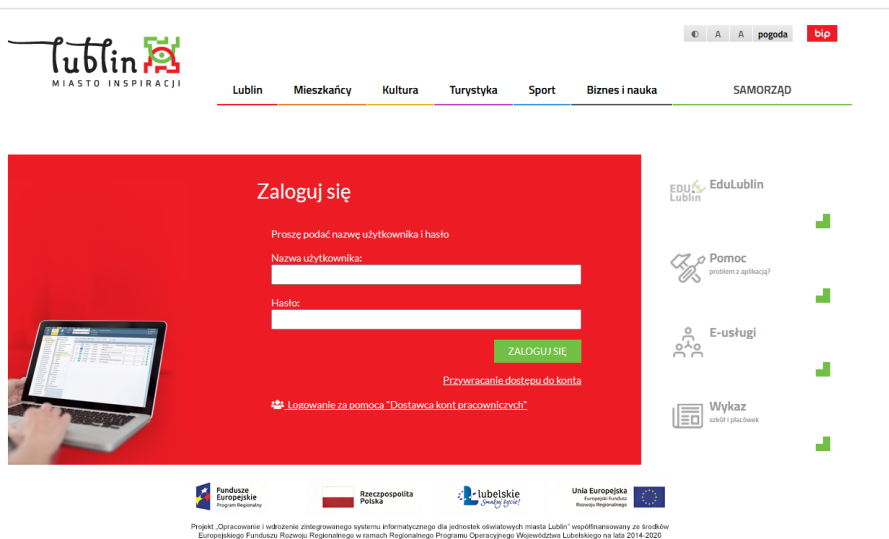 A A pogoda bip
lublin
MIASTO INSPIRACJI
Lublin Mieszkańcy Kultura Turystyka Sport Biznes i nauka SAMORZĄD
Zaloguj się
Proszę podać nazwę użytkownika i hasło
Nazwa użytkownika:
Hasło:
ZALOGUJ SIĘ
Przywracanie dostępu do konta
Logowanie za pomocą "Dostawca kont pracowniczych"
EDU Lublin EduLublin
Pomoc
problem z aplikacją?
E-usługi
Wykaz
szkół i placówek
Fundusze
Europejskie
Program Regionalny
Rzeczpospolita
Polska
lubelskie
Smakuj życie!
Unia Europejska
Europejski Fundusz
Rozwoju Regionalnego
Projekt „Opracowanie i wdrożenie zintegrowanego systemu informatycznego dla jednostek oświatowych miasta Lublin" współfinansowany ze środków
Europejskiego Funduszu Rozwoju Regionalnego w ramach Regionalnego Programu Operacyjnego Województwa Lubelskiego na lata 2014-2020